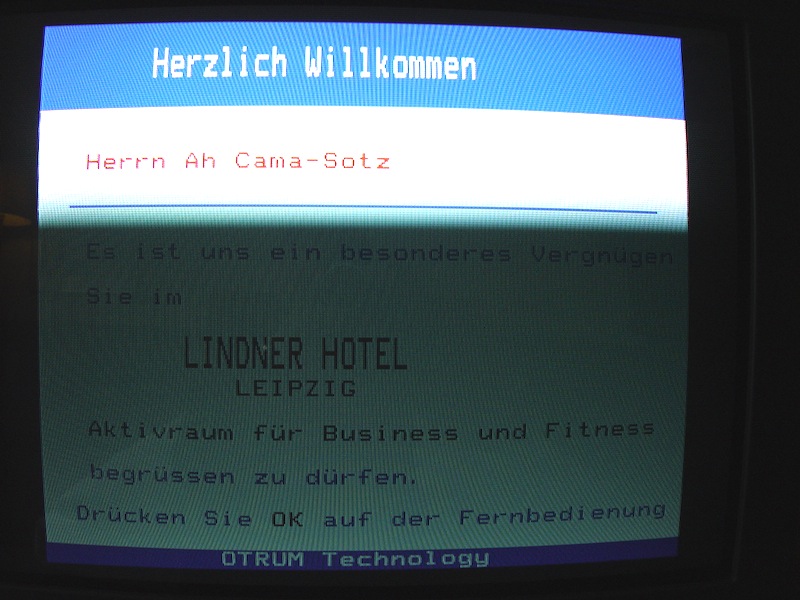 Herzlich Willkommen
Herrn Ah Cama-Sotz
Es ist uns ein besonderes Vergnügen
Sie im
LINDNER HOTEL
LEIPZIG
Aktivraum für Business und Fitness
begrüssen zu dürfen.
Drücken Sie OK auf der Fernbedienung
OTRUM Technology